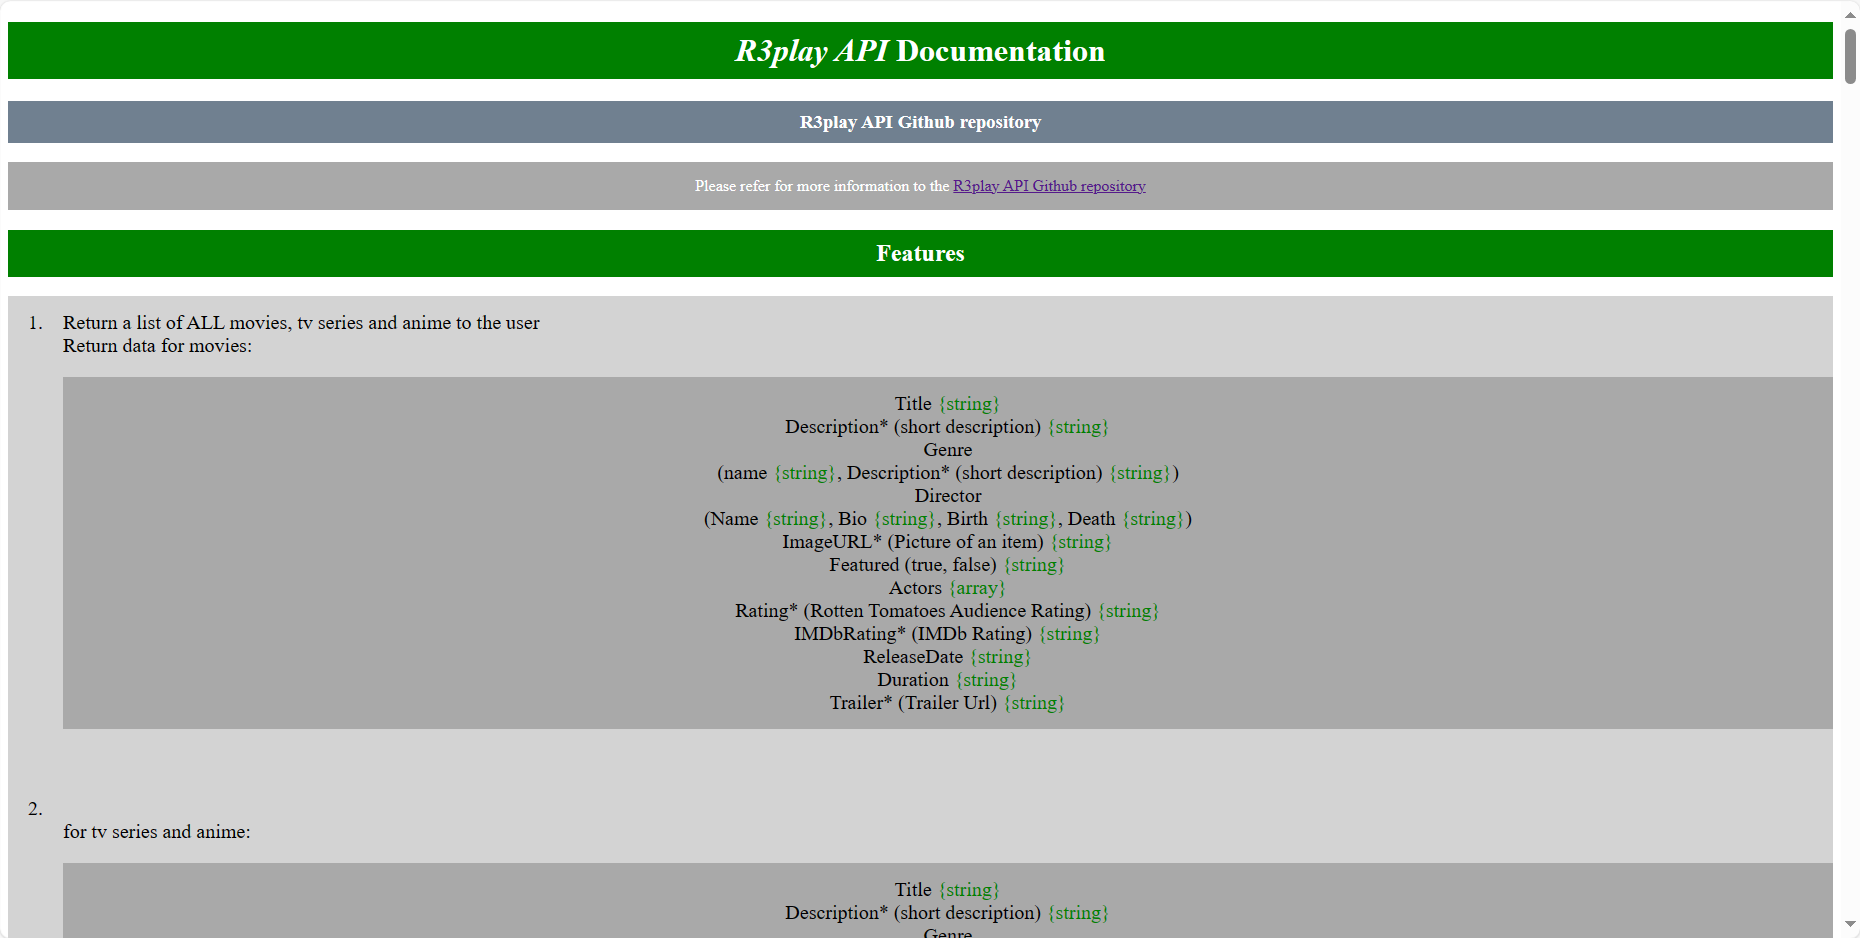 R3play API Documentation
R3play API Github repository
Please refer for more information to the R3play API Github repository
Features
1. Return a list of ALL movies, tv series and anime to the user
Return data for movies:
Title {string}
Description* (short description) {string}
Genre
(name {string}, Description* (short description) {string})
Director
(Name {string}, Bio {string}, Birth {string}, Death {string})
ImageURL* (Picture of an item) {string}
Featured (true, false) {string}
Actors {array}
Rating* (Rotten Tomatoes Audience Rating) {string}
IMDbRating* (IMDb Rating) {string}
ReleaseDate {string}
Duration {string}
Trailer* (Trailer Url) {string}
2.
for tv series and anime:
Title {string}
Description* (short description) {string}
Genre